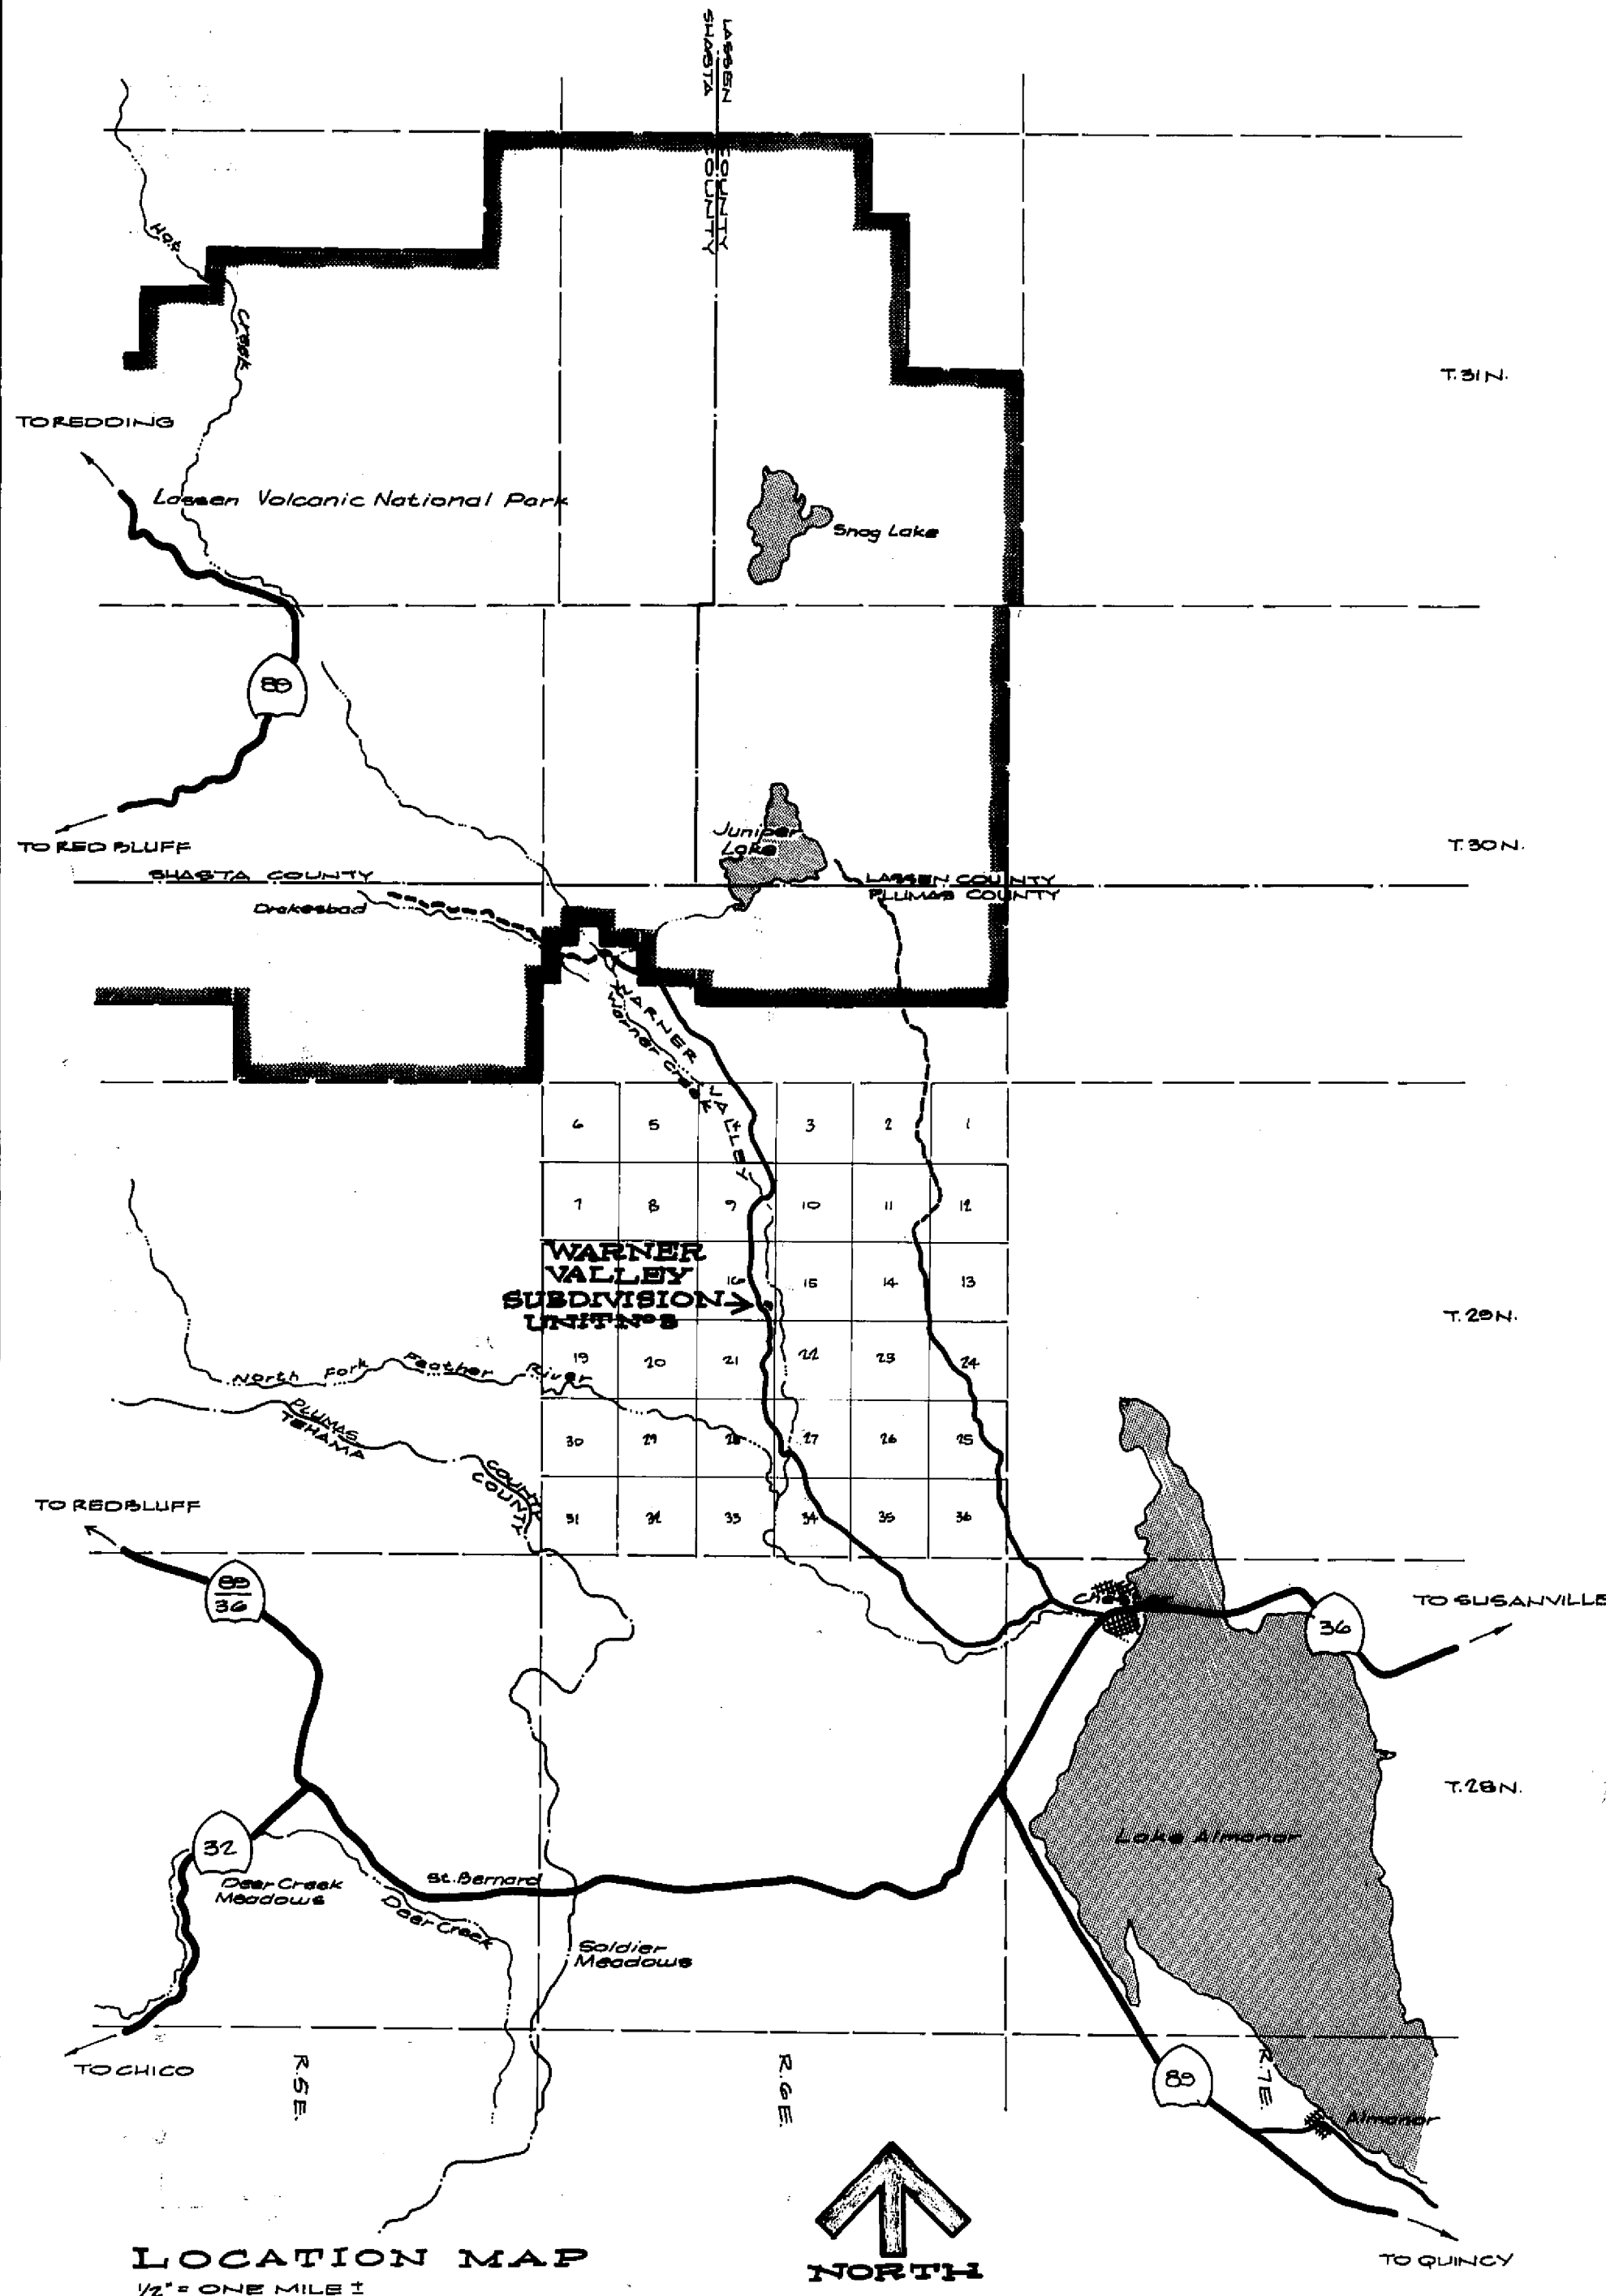 LASSEN COUNTY
SHASTA COUNTY
Hot Creek
T.31N.
TO REDDING
Lassen Volcanic National Park
Snag Lake
89
TO RED BLUFF
Juniper
Lake
T.30N.
SHASTA COUNTY
LASSEN COUNTY
PLUMAS COUNTY
Drakesbad
WARNER VALLEY
Warner Creek
6 5 4 3 2 1
7 8 9 10 11 12
WARNER
VALLEY
SUBDIVISION
UNIT Nº 3
16 15 14 13
T.29N.
19 20 21 22 23 24
North Fork Feather River
PLUMAS COUNTY
TEHAMA COUNTY
30 29 28 27 26 25
31 32 33 34 35 36
TO RED BLUFF
89
36
TO SUSANVILLE
36
T.28N.
Lake Almanor
32
Deer Creek
Meadows
St. Bernard
Deer Creek
Soldier
Meadows
TO CHICO
R.5E.
R.6E.
R.7E.
89
Almanor
TO QUINCY
LOCATION MAP
1/2" = ONE MILE ±
NORTH